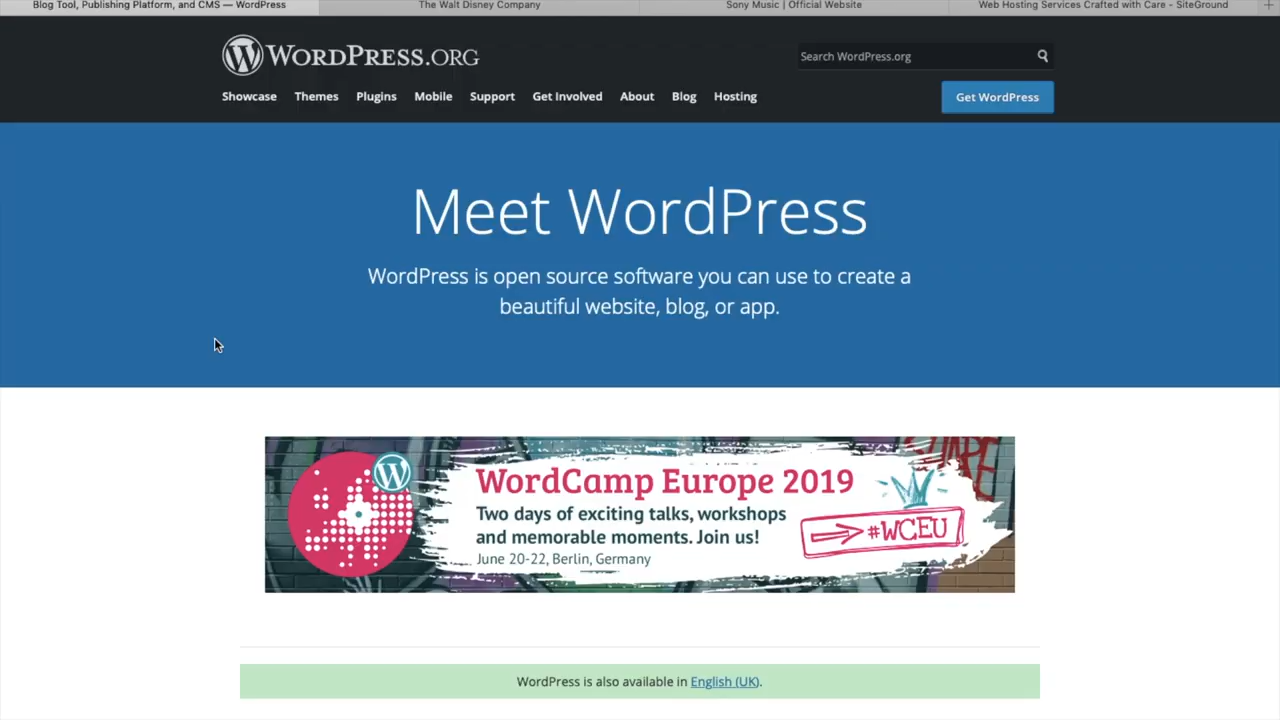 Blog Tool, Publishing Platform, and CMS — WordPress
The Walt Disney Company
Sony Music | Official Website
Web Hosting Services Crafted with Care - SiteGround
WORDPRESS.ORG
Search WordPress.org
Showcase Themes Plugins Mobile Support Get Involved About Blog Hosting
Get WordPress
Meet WordPress
WordPress is open source software you can use to create a
beautiful website, blog, or app.
WordCamp Europe 2019
Two days of exciting talks, workshops
and memorable moments. Join us!
June 20-22, Berlin, Germany
#WCEU
WordPress is also available in English (UK).